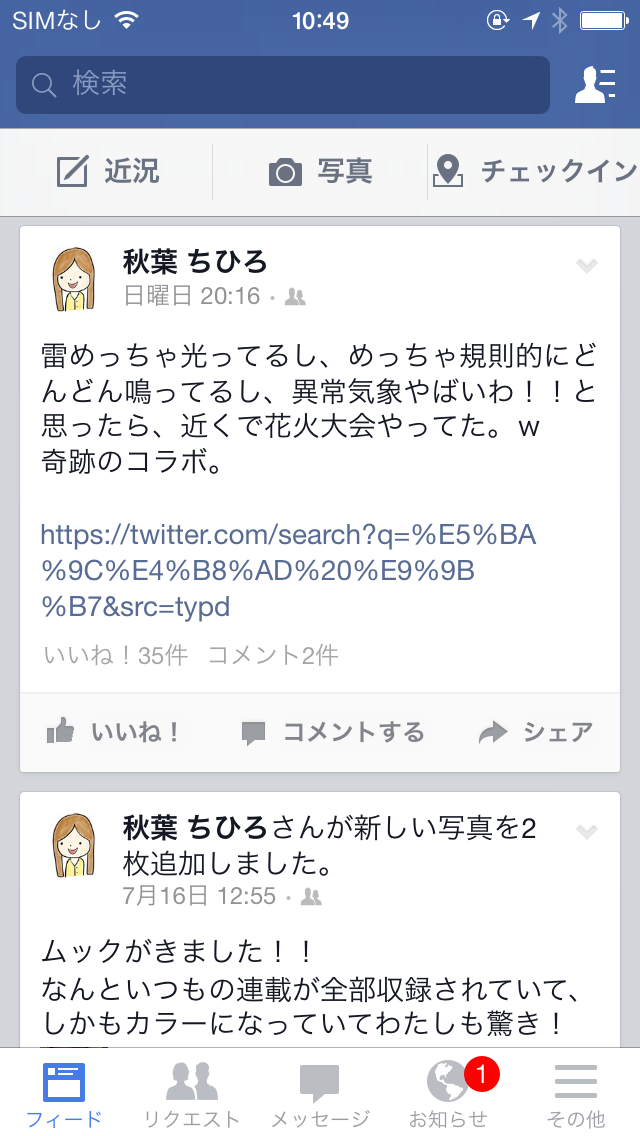 SIMなし 10:49
検索
近況 写真 チェックイン
秋葉 ちひろ
日曜日 20:16 ·
雷めっちゃ光ってるし、めっちゃ規則的にど
んどん鳴ってるし、異常気象やばいわ！！と
思ったら、近くで花火大会やってた。w
奇跡のコラボ。
https://twitter.com/search?q=%E5%BA
%9C%E4%B8%AD%20%E9%9B
%B7&src=typd
いいね！35件 コメント2件
いいね！ コメントする シェア
秋葉 ちひろさんが新しい写真を2
枚追加しました。
7月16日 12:55 ·
ムックがきました！！
なんといつもの連載が全部収録されていて、
しかもカラーになっていてわたしも驚き！
1
フィード リクエスト メッセージ お知らせ その他